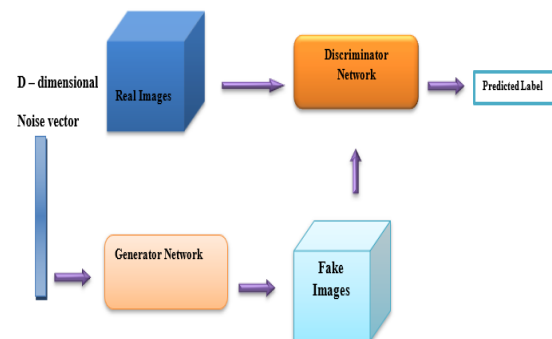 D – dimensional
Noise vector
Real Images
Discriminator
Network
Predicted Label
Generator Network
Fake
Images